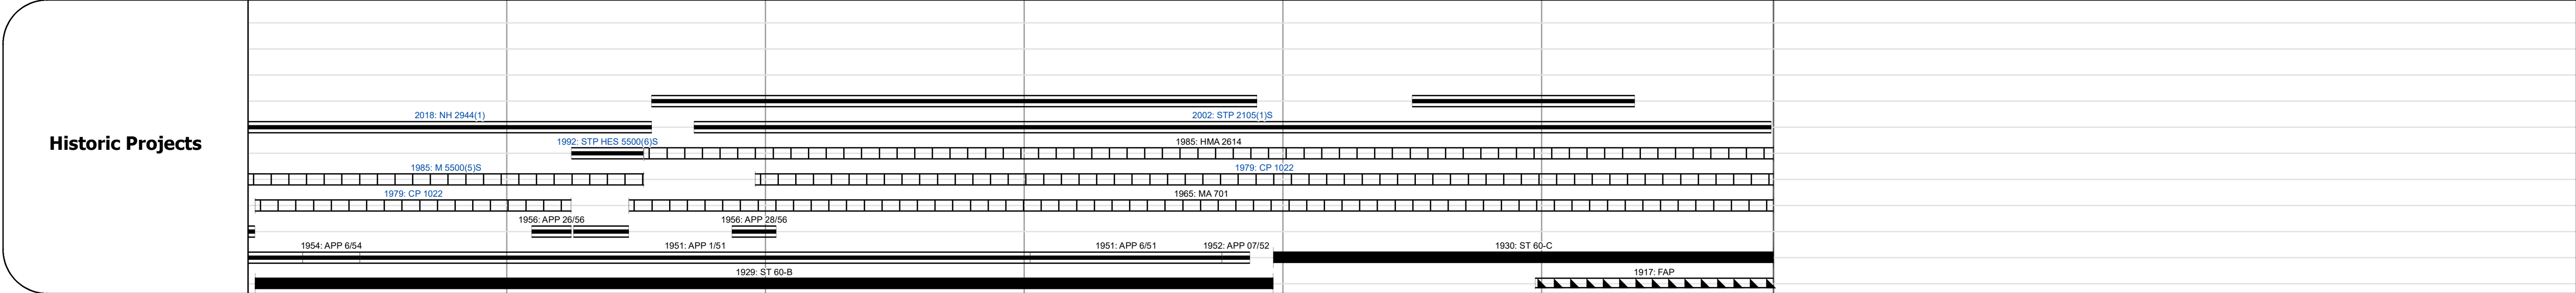 Historic Projects
2018: NH 2944(1)
2002: STP 2105(1)S
1992: STP HES 5500(6)S
1985: HMA 2614
1985: M 5500(5)S
1979: CP 1022
1979: CP 1022
1965: MA 701
1956: APP 26/56
1956: APP 28/56
1954: APP 6/54
1951: APP 1/51
1951: APP 6/51
1952: APP 07/52
1930: ST 60-C
1929: ST 60-B
1917: FAP